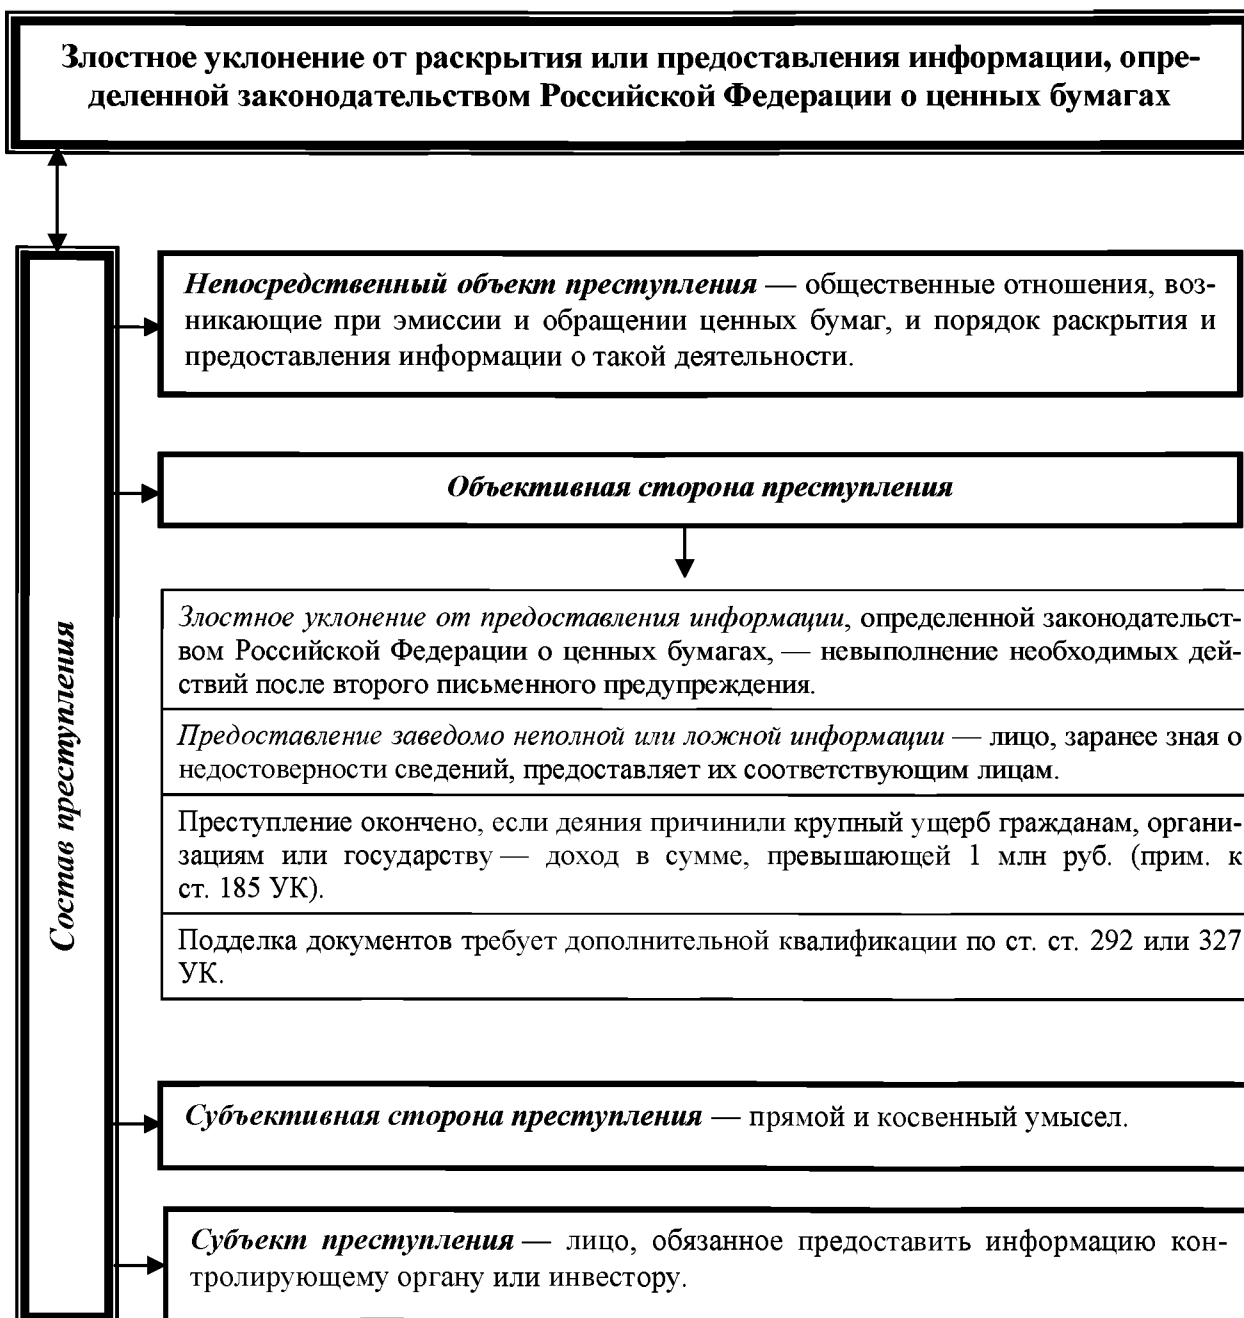 Злостное уклонение от раскрытия или предоставления информации, опре-
деленной законодательством Российской Федерации о ценных бумагах
Состав преступления
Непосредственный объект преступления — общественные отношения, воз-
никающие при эмиссии и обращении ценных бумаг, и порядок раскрытия и
предоставления информации о такой деятельности.
Объективная сторона преступления
Злостное уклонение от предоставления информации, определенной законодательст-
вом Российской Федерации о ценных бумагах, — невыполнение необходимых дей-
ствий после второго письменного предупреждения.
Предоставление заведомо неполной или ложной информации — лицо, заранее зная о
недостоверности сведений, предоставляет их соответствующим лицам.
Преступление окончено, если деяния причинили крупный ущерб гражданам, органи-
зациям или государству — доход в сумме, превышающей 1 млн руб. (прим. к
ст. 185 УК).
Подделка документов требует дополнительной квалификации по ст. ст. 292 или 327
УК.
Субъективная сторона преступления — прямой и косвенный умысел.
Субъект преступления — лицо, обязанное предоставить информацию кон-
тролирующему органу или инвестору.